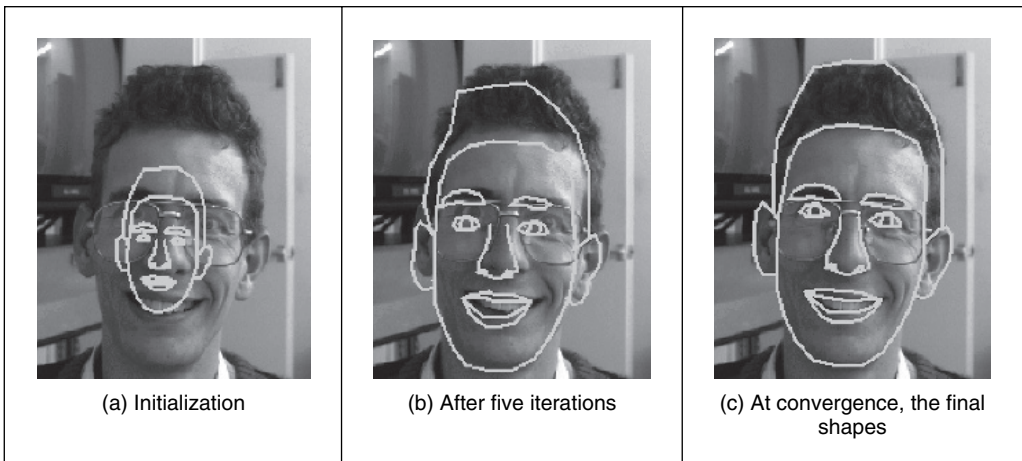 (a) Initialization
(b) After five iterations
(c) At convergence, the final
shapes